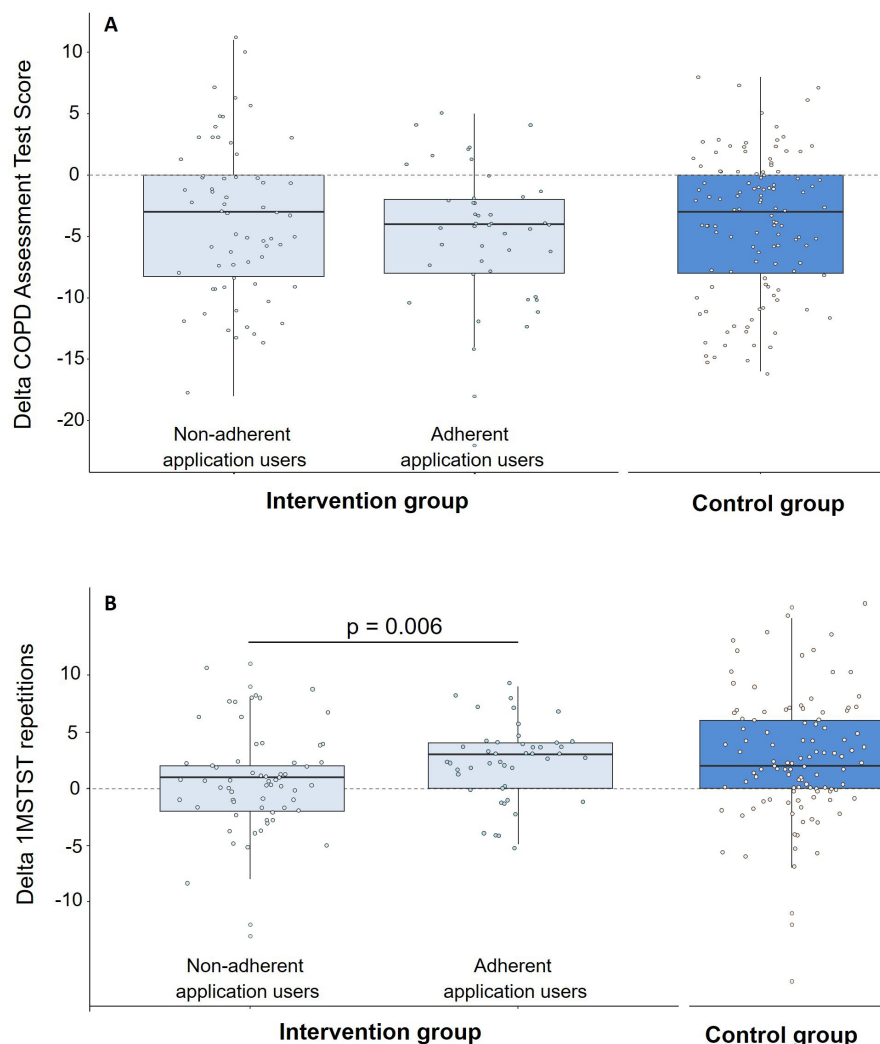 A
Delta COPD Assessment Test Score
10
5
0
-5
-10
-15
-20
Non-adherent
application users
Adherent
application users
Intervention group
Control group
B
Delta 1MSTST repetitions
p = 0.006
10
5
0
-5
-10
Non-adherent
application users
Adherent
application users
Intervention group
Control group